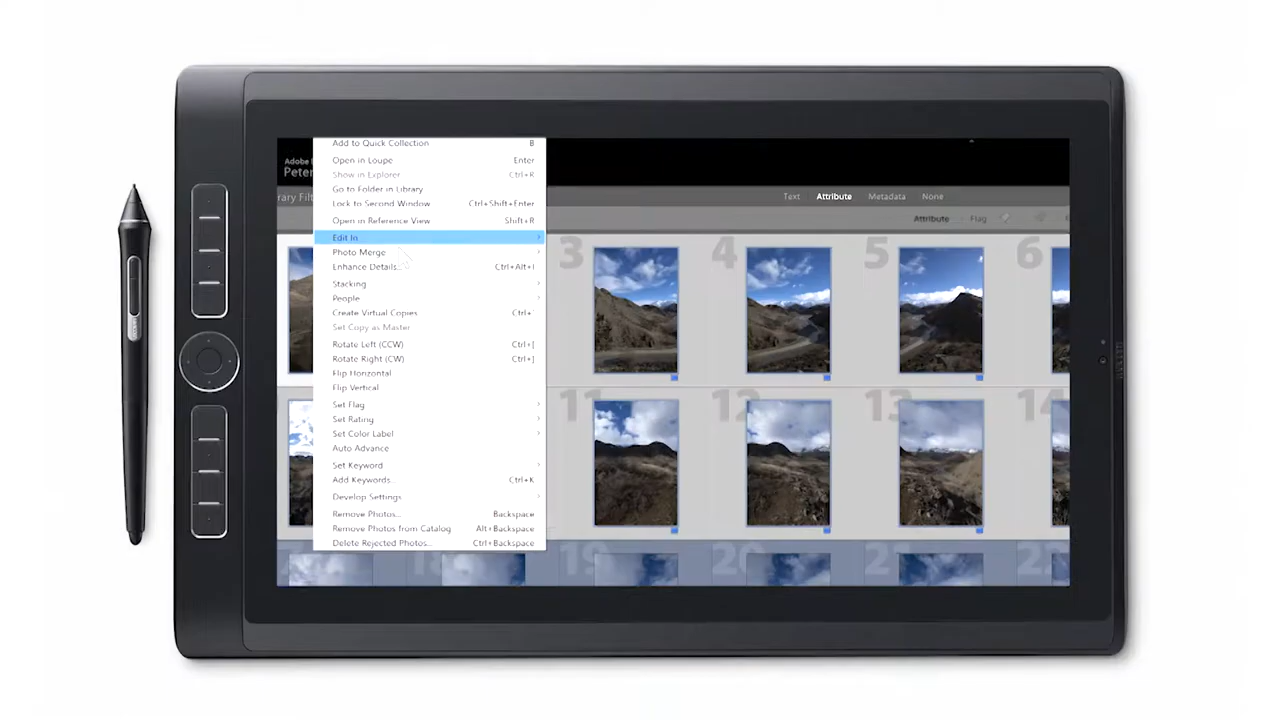 Add to Quick Collection B
Open in Loupe Enter
Show in Explorer Ctrl+R
Go to Folder in Library
Lock to Second Window Ctrl+Shift+Enter
Open in Reference View Shift+R
Edit In
Photo Merge
Enhance Details... Ctrl+Alt+I
Stacking
People
Create Virtual Copies Ctrl+'
Set Copy as Master
Rotate Left (CCW) Ctrl+[
Rotate Right (CW) Ctrl+]
Flip Horizontal
Flip Vertical
Set Flag
Set Rating
Set Color Label
Auto Advance
Set Keyword
Add Keywords... Ctrl+K
Develop Settings
Remove Photos... Backspace
Remove Photos from Catalog Alt+Backspace
Delete Rejected Photos... Ctrl+Backspace
Adobe
Peter
Text Attribute Metadata None
Attribute Flag
3 4 5 6
11 12 13 14
18 19 20 21 22